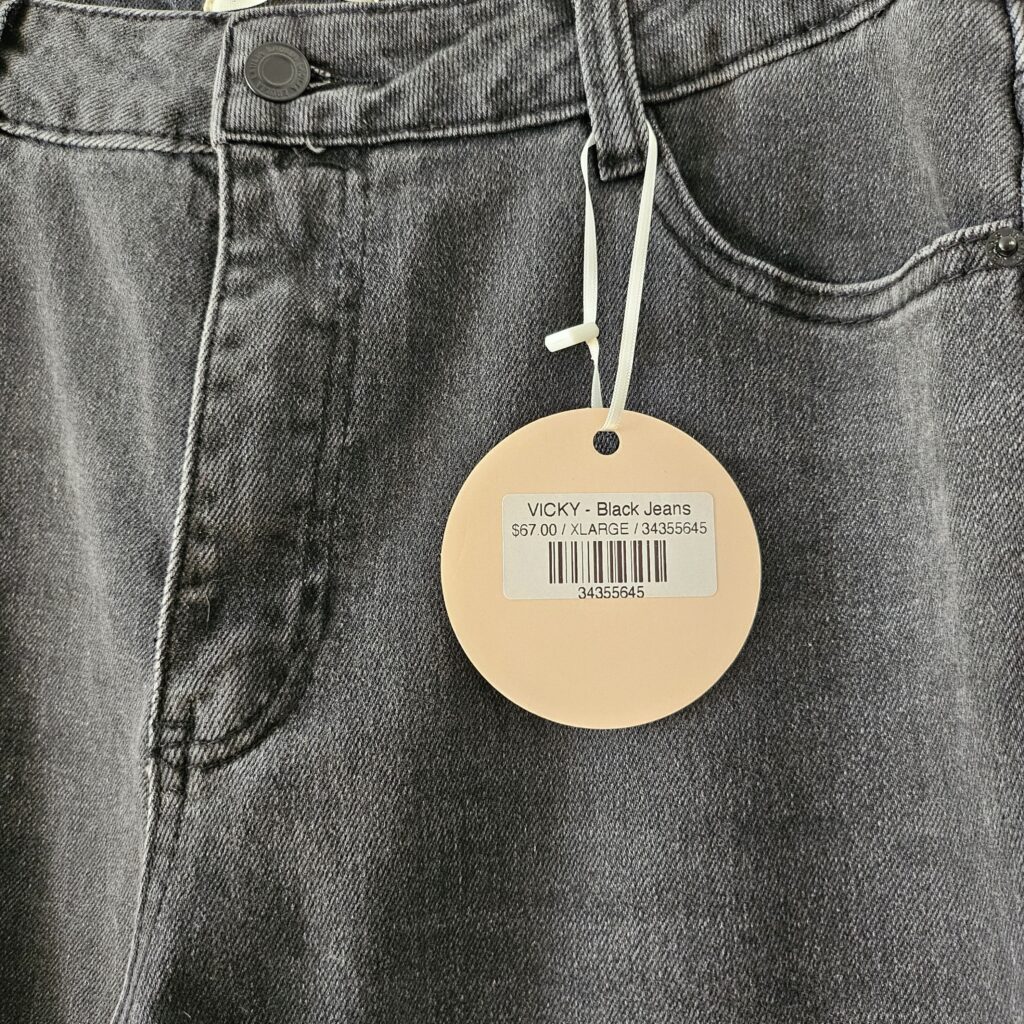 VICKY - Black Jeans
$67.00 / XLARGE / 34355645
34355645